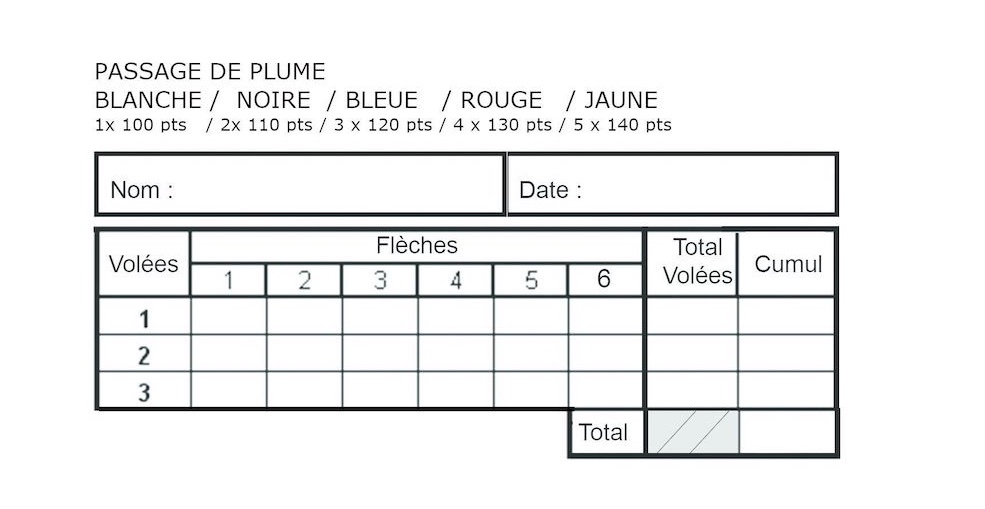 PASSAGE DE PLUME
BLANCHE / NOIRE / BLEUE / ROUGE / JAUNE
1x 100 pts / 2x 110 pts / 3 x 120 pts / 4 x 130 pts / 5 x 140 pts
Nom : Date :
Volées Flèches Total Volées Cumul
1 2 3 4 5 6
1
2
3
Total